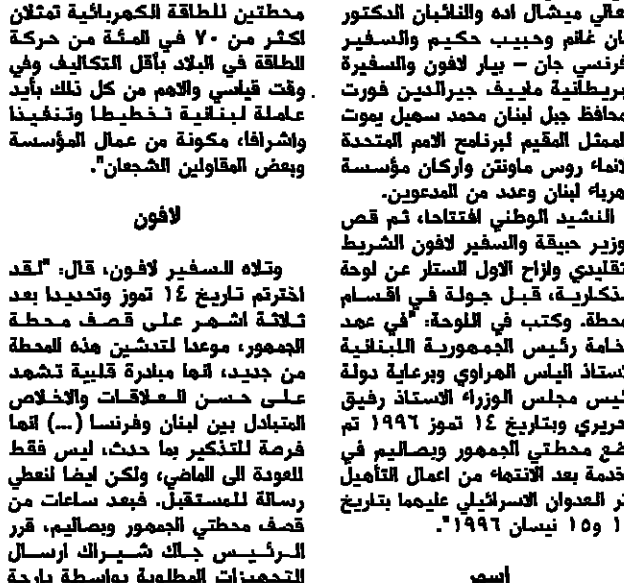 عالي ميشال اده والنائبان الدكتور
ان غانم وحبيب حكيم والسفير
فرنسي جان – بيار لافون والسفيرة
بريطانية ماييف جيرالدين فورت
محافظ جبل لبنان محمد سهيل يموت
الممثل المقيم لبرنامج الامم المتحدة
لانماء روس ماونتن واركان مؤسسة
هرباء لبنان وعدد من المدعوين.
النشيد الوطني افتتاحا، ثم قص
وزير حبيقة والسفير لافون الشريط
تقليدي وازاح الاول الستار عن لوحة
ذكارية، قبل جولة في اقسام
محطة. وكتب في اللوحة: "في عهد
خامة رئيس الجمهورية اللبنانية
استاذ الياس الهراوي وبرعاية دولة
ئيس مجلس الوزراء الاستاذ رفيق
حريري وبتاريخ ١٤ تموز ١٩٩٦ تم
ضع محطتي الجمهور وبصاليم في
خدمة بعد الانتهاء من اعمال التأهيل
ثر العدوان الاسرائيلي عليهما بتاريخ
١ و١٥ نيسان ١٩٩٦".
اسمر
محطتين للطاقة الكهربائية تمثلان
اكثر من ٧٠ في المئة من حركة
الطاقة في البلاد بأقل التكاليف وفي
وقت قياسي والاهم من كل ذلك بأيد
عاملة لبنانية تخطيطا وتنفيذا
واشرافا، مكونة من عمال المؤسسة
وبعض المقاولين الشجعان".
لافون
وتلاه السفير لافون، قال: "لقد
اخترتم تاريخ ١٤ تموز وتحديدا بعد
ثلاثة اشهر على قصف محطة
الجمهور، موعدا لتدشين هذه المحطة
من جديد، انها مبادرة قلبية تشهد
على حسن العلاقات والاخلاص
المتبادل بين لبنان وفرنسا (...) انها
فرصة للتذكير بما حدث، ليس فقط
للعودة الى الماضي، ولكن ايضا لنعطي
رسالة للمستقبل. فبعد ساعات من
قصف محطتي الجمهور وبصاليم، قرر
الرئيس جاك شيراك ارسال
التجهيزات المطلوبة بواسطة بارجة